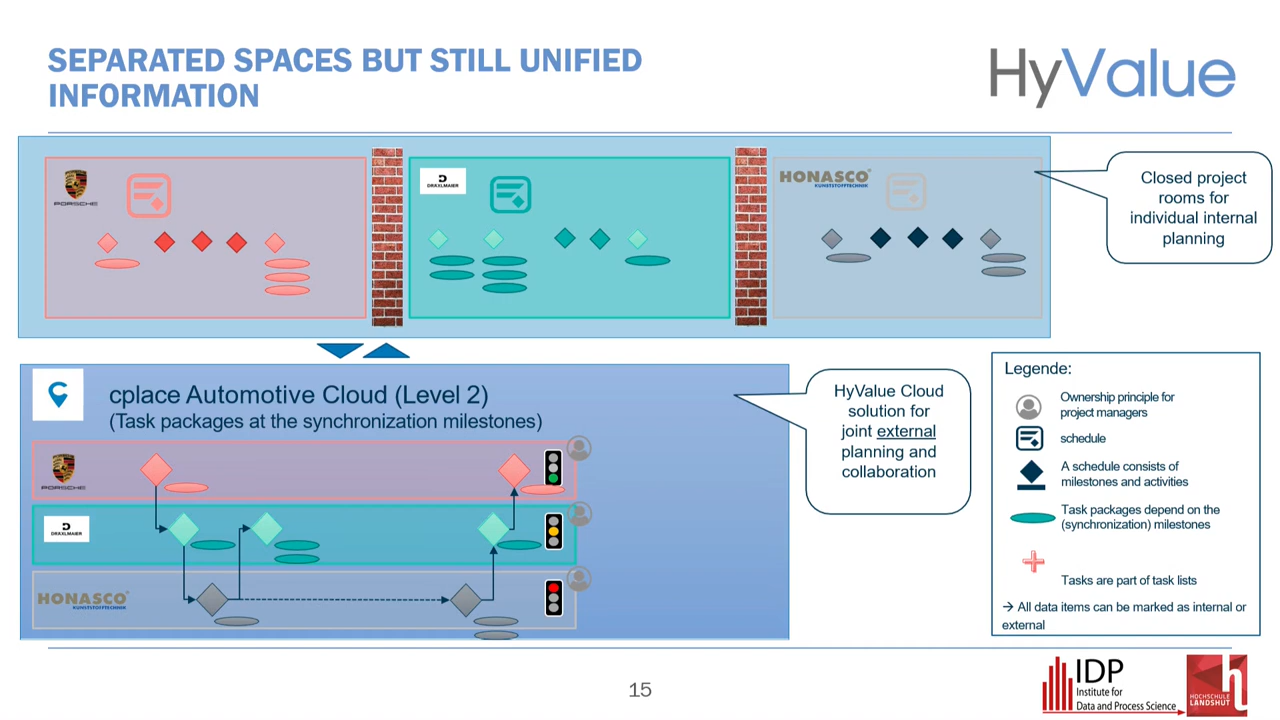 SEPARATED SPACES BUT STILL UNIFIED
INFORMATION
HyValue
PORSCHE
DRÄXLMAIER
HONASCO
KUNSTSTOFFTECHNIK
Closed project
rooms for
individual internal
planning
cplace Automotive Cloud (Level 2)
(Task packages at the synchronization milestones)
PORSCHE
DRÄXLMAIER
HONASCO
KUNSTSTOFFTECHNIK
HyValue Cloud
solution for
joint external
planning and
collaboration
Legende:
Ownership principle for
project managers
schedule
A schedule consists of
milestones and activities
Task packages depend on the
(synchronization) milestones
Tasks are part of task lists
→ All data items can be marked as internal or
external
15
IDP
Institute for
Data and Process Science
HOCHSCHULE
LANDSHUT